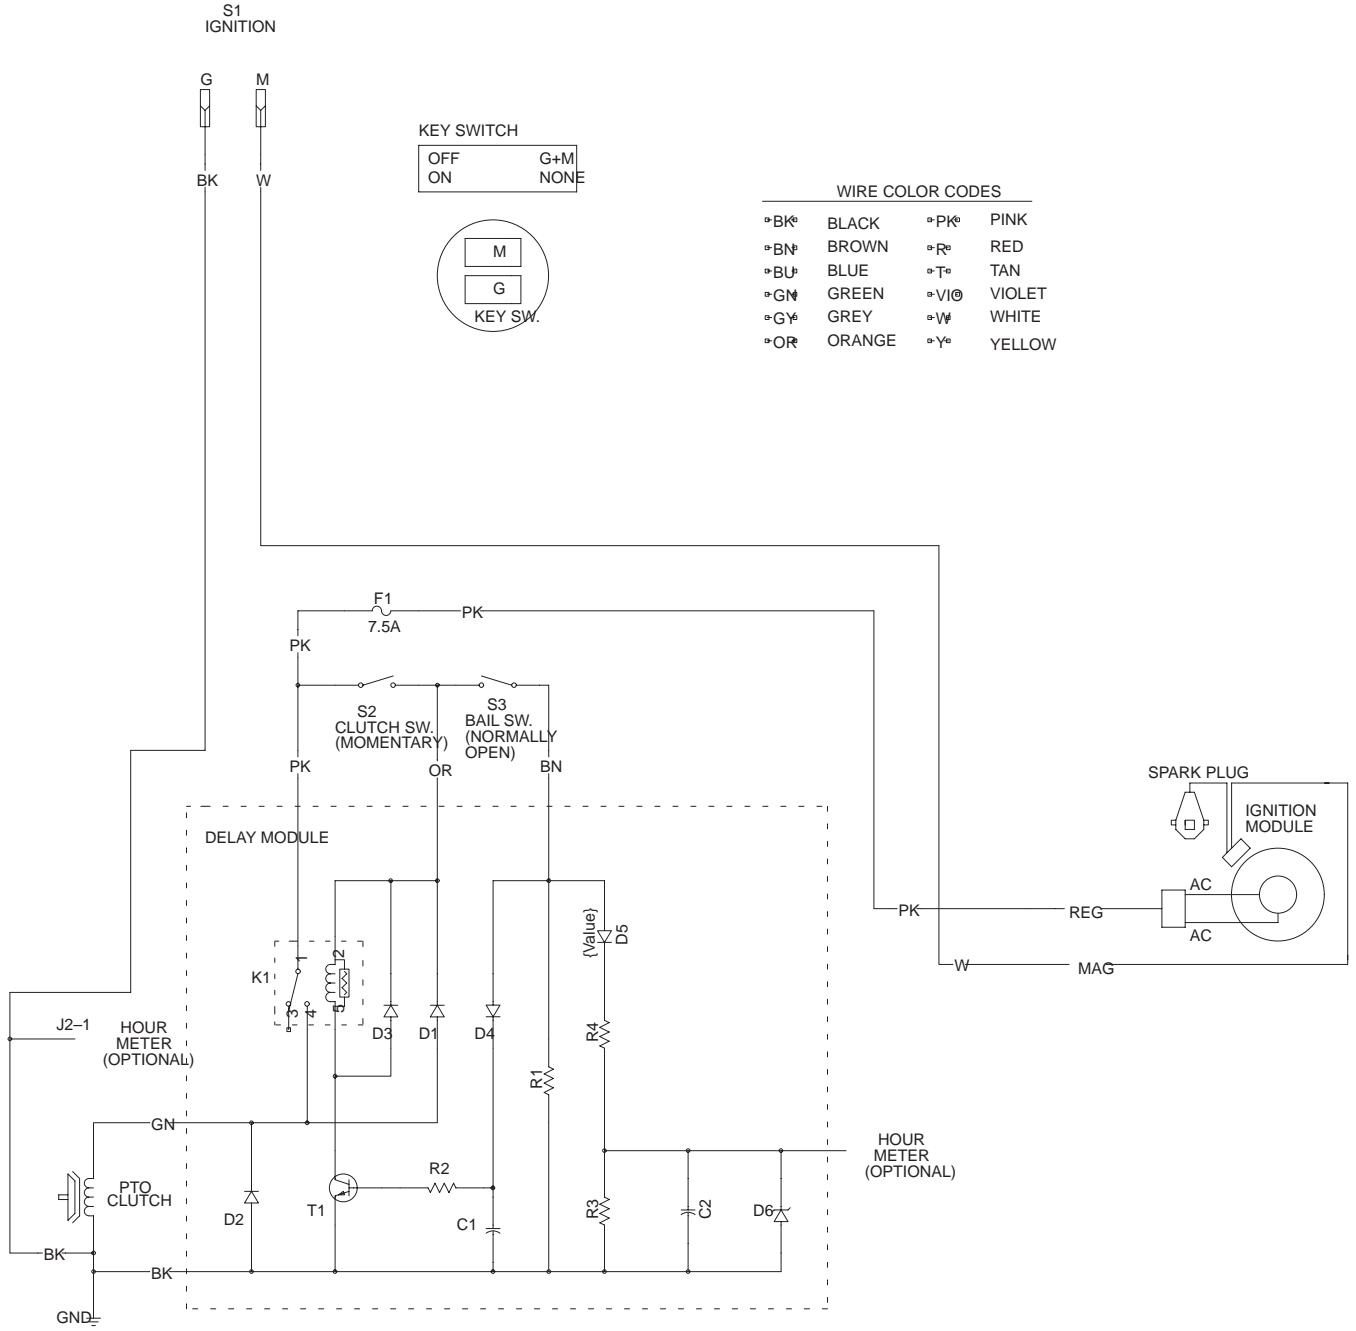 S1
IGNITION
G
M
BK
W
KEY SWITCH
OFF G+M
ON NONE
M
G
KEY SW.
WIRE COLOR CODES
BK BLACK PK PINK
BN BROWN R RED
BU BLUE T TAN
GN GREEN VIO VIOLET
GY GREY W WHITE
OR ORANGE Y YELLOW
F1
7.5A
PK
PK
S2
CLUTCH SW.
(MOMENTARY)
S3
BAIL SW.
(NORMALLY
OPEN)
PK
OR
BN
SPARK PLUG
IGNITION
MODULE
AC
AC
PK
REG
W
MAG
DELAY MODULE
K1
1
2
3
4
5
D3
D1
D4
{Value}
D5
R4
R1
J2–1
HOUR
METER
(OPTIONAL)
GN
PTO
CLUTCH
D2
T1
R2
C1
R3
C2
D6
HOUR
METER
(OPTIONAL)
BK
BK
GND